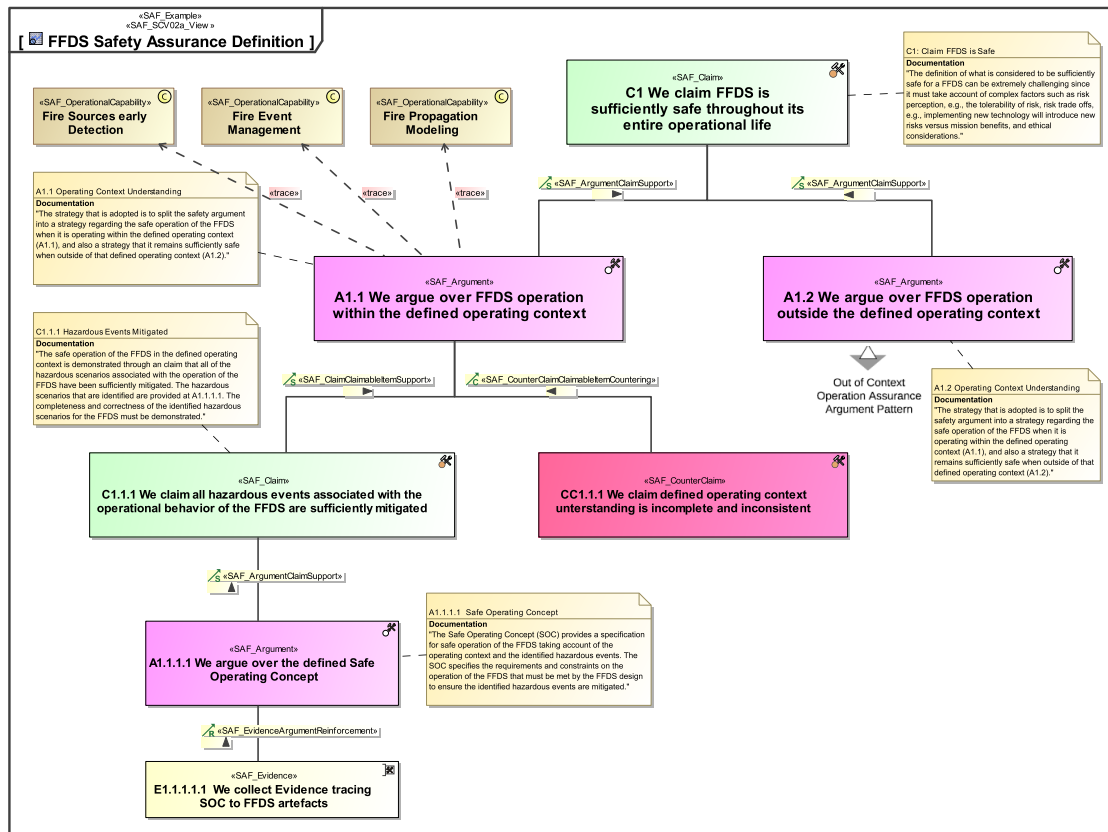 «SAF_Example»
«SAF_SCV02a_View »
[ FFDS Safety Assurance Definition ]
«SAF_OperationalCapability»
Fire Sources early
Detection
C
«SAF_OperationalCapability»
Fire Event
Management
C
«SAF_OperationalCapability»
Fire Propagation
Modeling
C
«SAF_Claim»
C1 We claim FFDS is
sufficiently safe throughout its
entire operational life
C1: Claim FFDS is Safe
Documentation
"The definition of what is considered to be sufficiently
safe for a FFDS can be extremely challenging since
it must take account of complex factors such as risk
perception, e.g., the tolerability of risk, risk trade offs,
e.g., implementing new technology will introduce new
risks versus mission benefits, and ethical
considerations."
«trace»
«trace»
«trace»
S «SAF_ArgumentClaimSupport»
S «SAF_ArgumentClaimSupport»
A1.1 Operating Context Understanding
Documentation
"The strategy that is adopted is to split the safety argument
into a strategy regarding the safe operation of the FFDS
when it is operating within the defined operating context
(A1.1), and also a strategy that it remains sufficiently safe
when outside of that defined operating context (A1.2)."
«SAF_Argument»
A1.1 We argue over FFDS operation
within the defined operating context
«SAF_Argument»
A1.2 We argue over FFDS operation
outside the defined operating context
Out of Context
Operation Assurance
Argument Pattern
C1.1.1 Hazardous Events Mitigated
Documentation
"The safe operation of the FFDS in the defined operating
context is demonstrated through an claim that all of the
hazardous scenarios associated with the operation of the
FFDS have been sufficiently mitigated. The hazardous
scenarios that are identified are provided at A1.1.1.1. The
completeness and correctness of the identified hazardous
scenarios for the FFDS must be demonstrated."
S «SAF_ClaimClaimableItemSupport»
C «SAF_CounterClaimClaimableItemCountering»
A1.2 Operating Context Understanding
Documentation
"The strategy that is adopted is to split the
safety argument into a strategy regarding the
safe operation of the FFDS when it is
operating within the defined operating
context (A1.1), and also a strategy that it
remains sufficiently safe when outside of that
defined operating context (A1.2)."
«SAF_Claim»
C1.1.1 We claim all hazardous events associated with the
operational behavior of the FFDS are sufficiently mitigated
«SAF_CounterClaim»
CC1.1.1 We claim defined operating context
unterstanding is incomplete and inconsistent
S «SAF_ArgumentClaimSupport»
A1.1.1.1 Safe Operating Concept
Documentation
"The Safe Operating Concept (SOC) provides a specification
for safe operation of the FFDS taking account of the
operating context and the identified hazardous events. The
SOC specifies the requirements and constraints on the
operation of the FFDS that must be met by the FFDS design
to ensure the identified hazardous events are mitigated."
«SAF_Argument»
A1.1.1.1 We argue over the defined Safe
Operating Concept
R «SAF_EvidenceArgumentReinforcement»
«SAF_Evidence»
E1.1.1.1.1 We collect Evidence tracing
SOC to FFDS artefacts